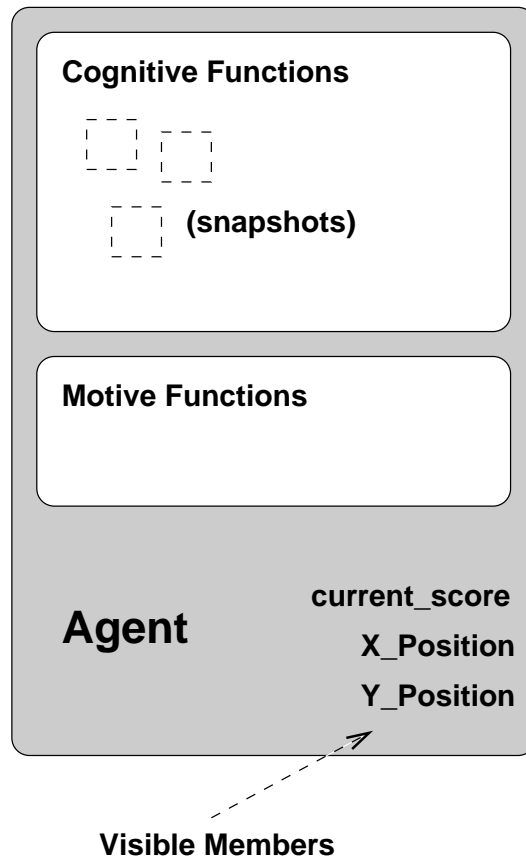 Cognitive Functions
(snapshots)
Motive Functions
current_score
Agent
X_Position
Y_Position
Visible Members